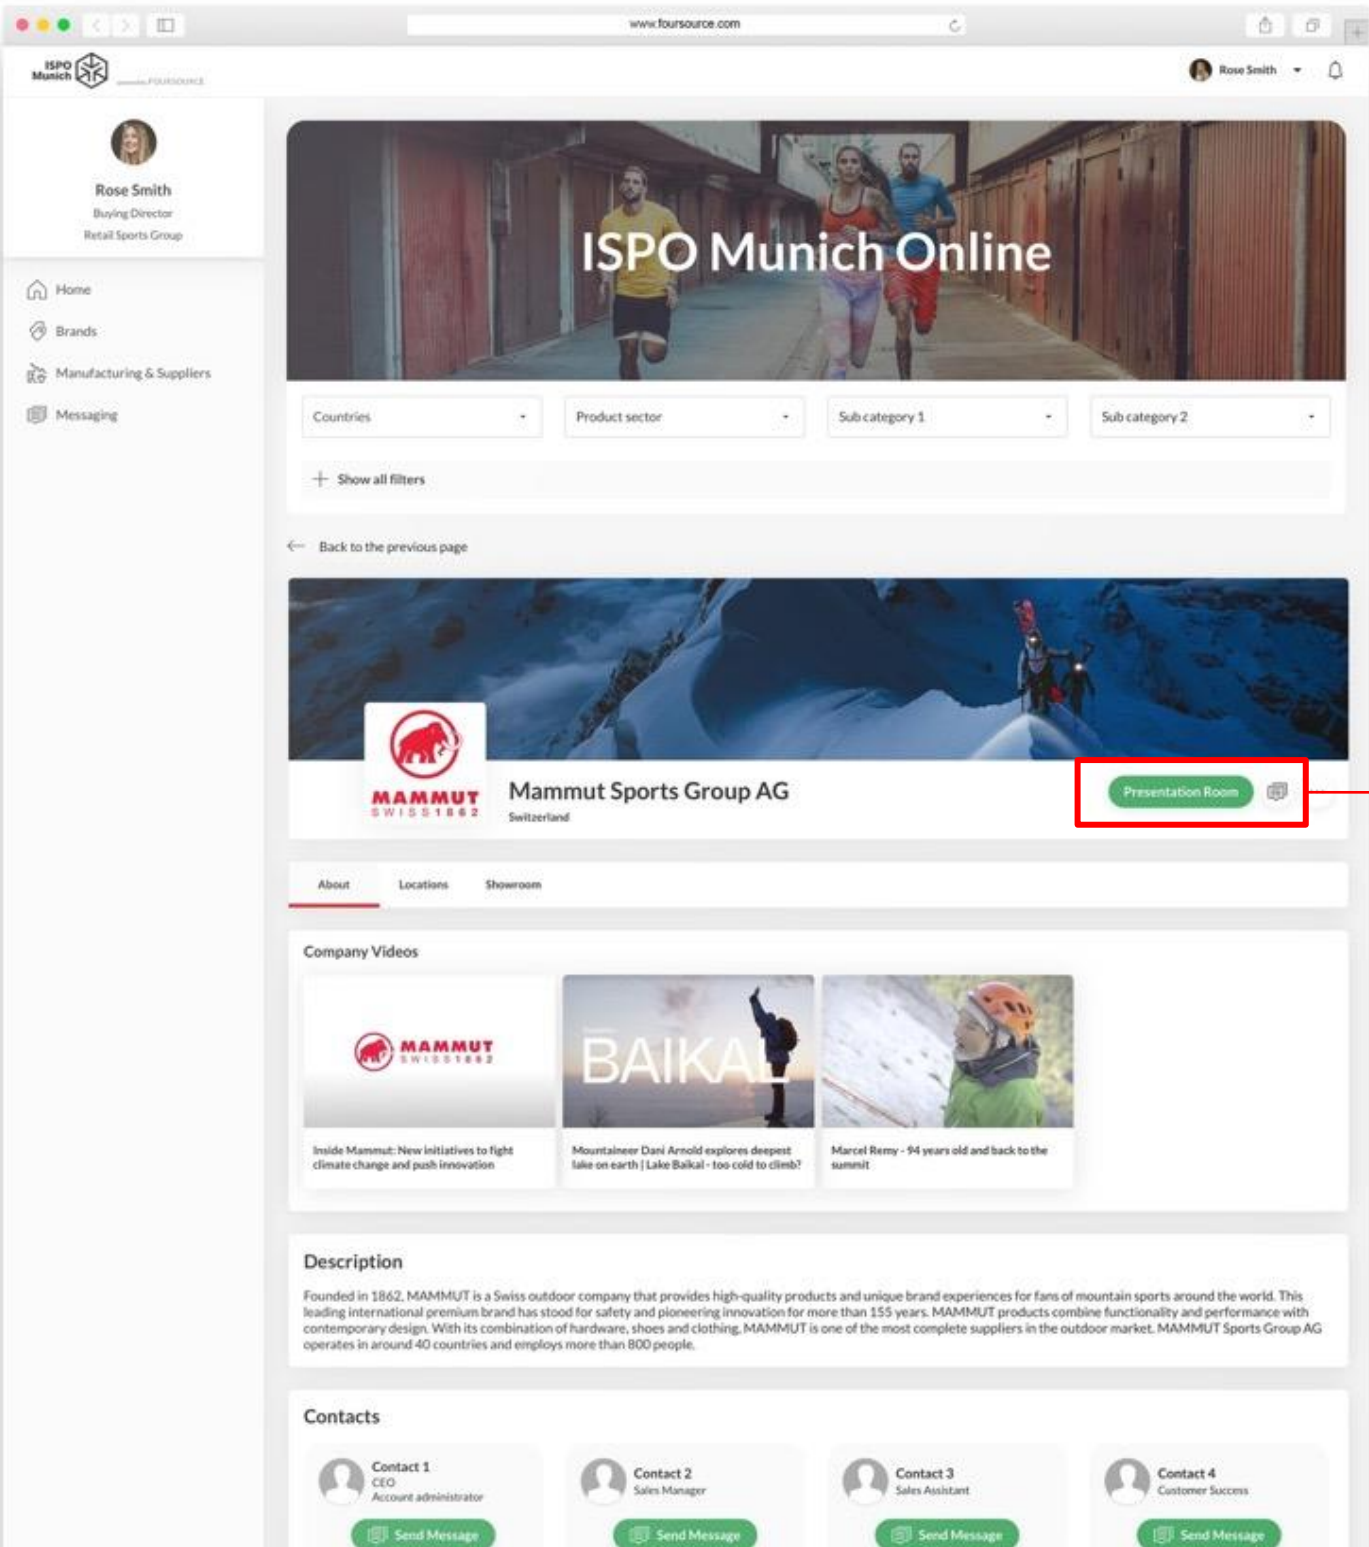 www.foursource.com
ISPO
Munich
FOURSOURCE
Rose Smith
Rose Smith
Buying Director
Retail Sports Group
Home
Brands
Manufacturing & Suppliers
Messaging
ISPO Munich Online
Countries
Product sector
Sub category 1
Sub category 2
Show all filters
Back to the previous page
MAMMUT
SWISS 1862
Mammut Sports Group AG
Switzerland
Presentation Room
About
Locations
Showroom
Company Videos
MAMMUT
SWISS 1862
BAIKAL
Inside Mammut: New initiatives to fight
climate change and push innovation
Mountaineer Dani Arnold explores deepest
lake on earth | Lake Baikal - too cold to climb?
Marcel Remy - 94 years old and back to the
summit
Description
Founded in 1862, MAMMUT is a Swiss outdoor company that provides high-quality products and unique brand experiences for fans of mountain sports around the world. This
leading international premium brand has stood for safety and pioneering innovation for more than 155 years. MAMMUT products combine functionality and performance with
contemporary design. With its combination of hardware, shoes and clothing, MAMMUT is one of the most complete suppliers in the outdoor market. MAMMUT Sports Group AG
operates in around 40 countries and employs more than 800 people.
Contacts
Contact 1
CEO
Account administrator
Send Message
Contact 2
Sales Manager
Send Message
Contact 3
Sales Assistant
Send Message
Contact 4
Customer Success
Send Message